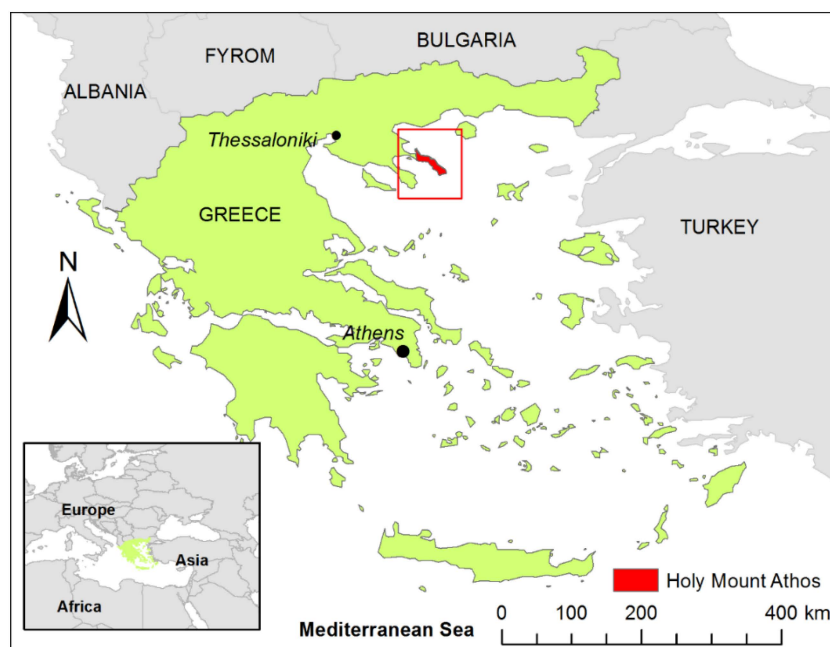 BULGARIA
FYROM
ALBANIA
Thessaloniki
GREECE
TURKEY
N
Athens
Europe
Asia
Africa
Holy Mount Athos
0 100 200 400 km
Mediterranean Sea